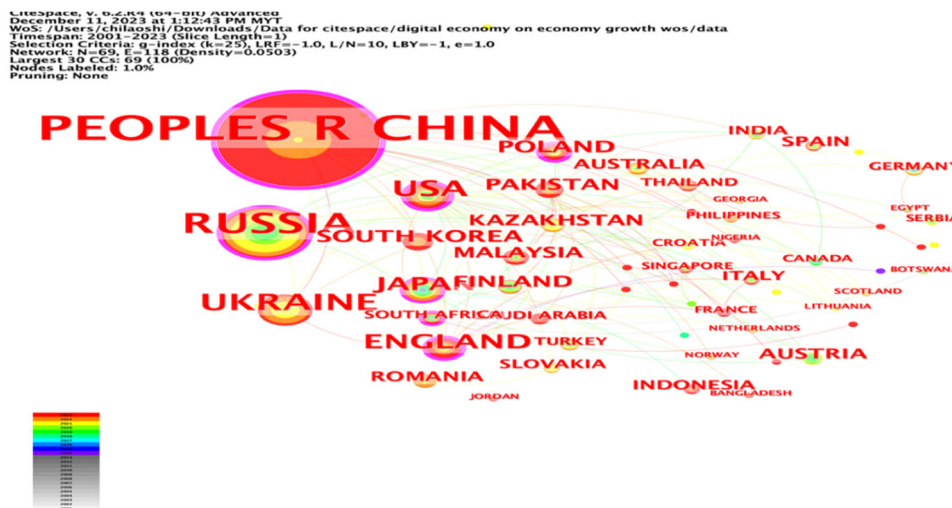 CiteSpace, v. 6.2.R4 (64-bit) Advanced
December 11, 2023 at 1:12:43 PM MYT
WoS: /Users/chilaoshi/Downloads/Data for citespace/digital economy on economy growth wos/data
Timespan: 2001-2023 (Slice Length=1)
Selection Criteria: g-index (k=25), LRF=-1.0, L/N=10, LBY=-1, e=1.0
Network: N=69, E=118 (Density=0.0503)
Largest 30 CCs: 69 (100%)
Nodes Labeled: 1.0%
Pruning: None
PEOPLES R CHINA
INDIA
SPAIN
POLAND
AUSTRALIA
GERMANY
USA
PAKISTAN
THAILAND
GEORGIA
EGYPT
RUSSIA
KAZAKHSTAN
PHILIPPINES
SERBIA
SOUTH KOREA
NIGERIA
CROATIA
MALAYSIA
CANADA
SINGAPORE
BOTSWANA
JAPAN
FINLAND
ITALY
SCOTLAND
UKRAINE
LITHUANIA
SOUTH AFRICA
SAUDI ARABIA
FRANCE
NETHERLANDS
ENGLAND
TURKEY
NORWAY
AUSTRIA
SLOVAKIA
ROMANIA
INDONESIA
BANGLADESH
JORDAN